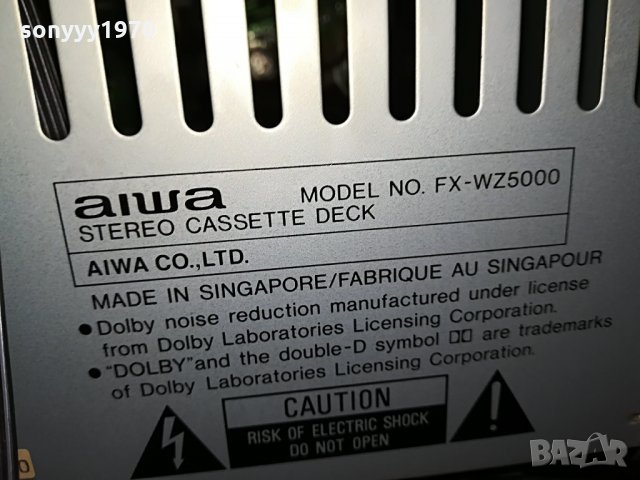 sonyyy1978
aiwa MODEL NO. FX-WZ5000
STEREO CASSETTE DECK
AIWA CO.,LTD.
MADE IN SINGAPORE/FABRIQUE AU SINGAPOUR
●Dolby noise reduction manufactured under license
from Dolby Laboratories Licensing Corporation.
●"DOLBY"and the double-D symbol are trademarks
of Dolby Laboratories Licensing Corporation.
CAUTION
RISK OF ELECTRIC SHOCK
DO NOT OPEN
BAZAR